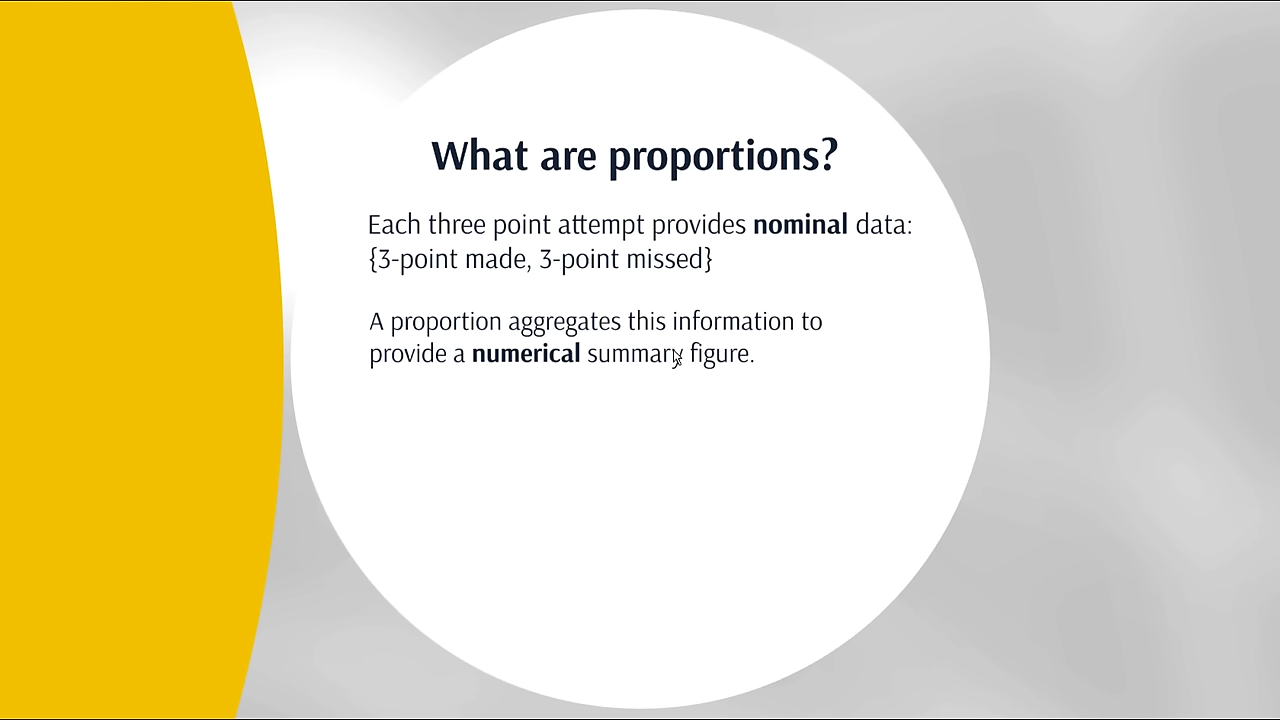 What are proportions?
Each three point attempt provides nominal data:
{3-point made, 3-point missed}
A proportion aggregates this information to
provide a numerical summary figure.